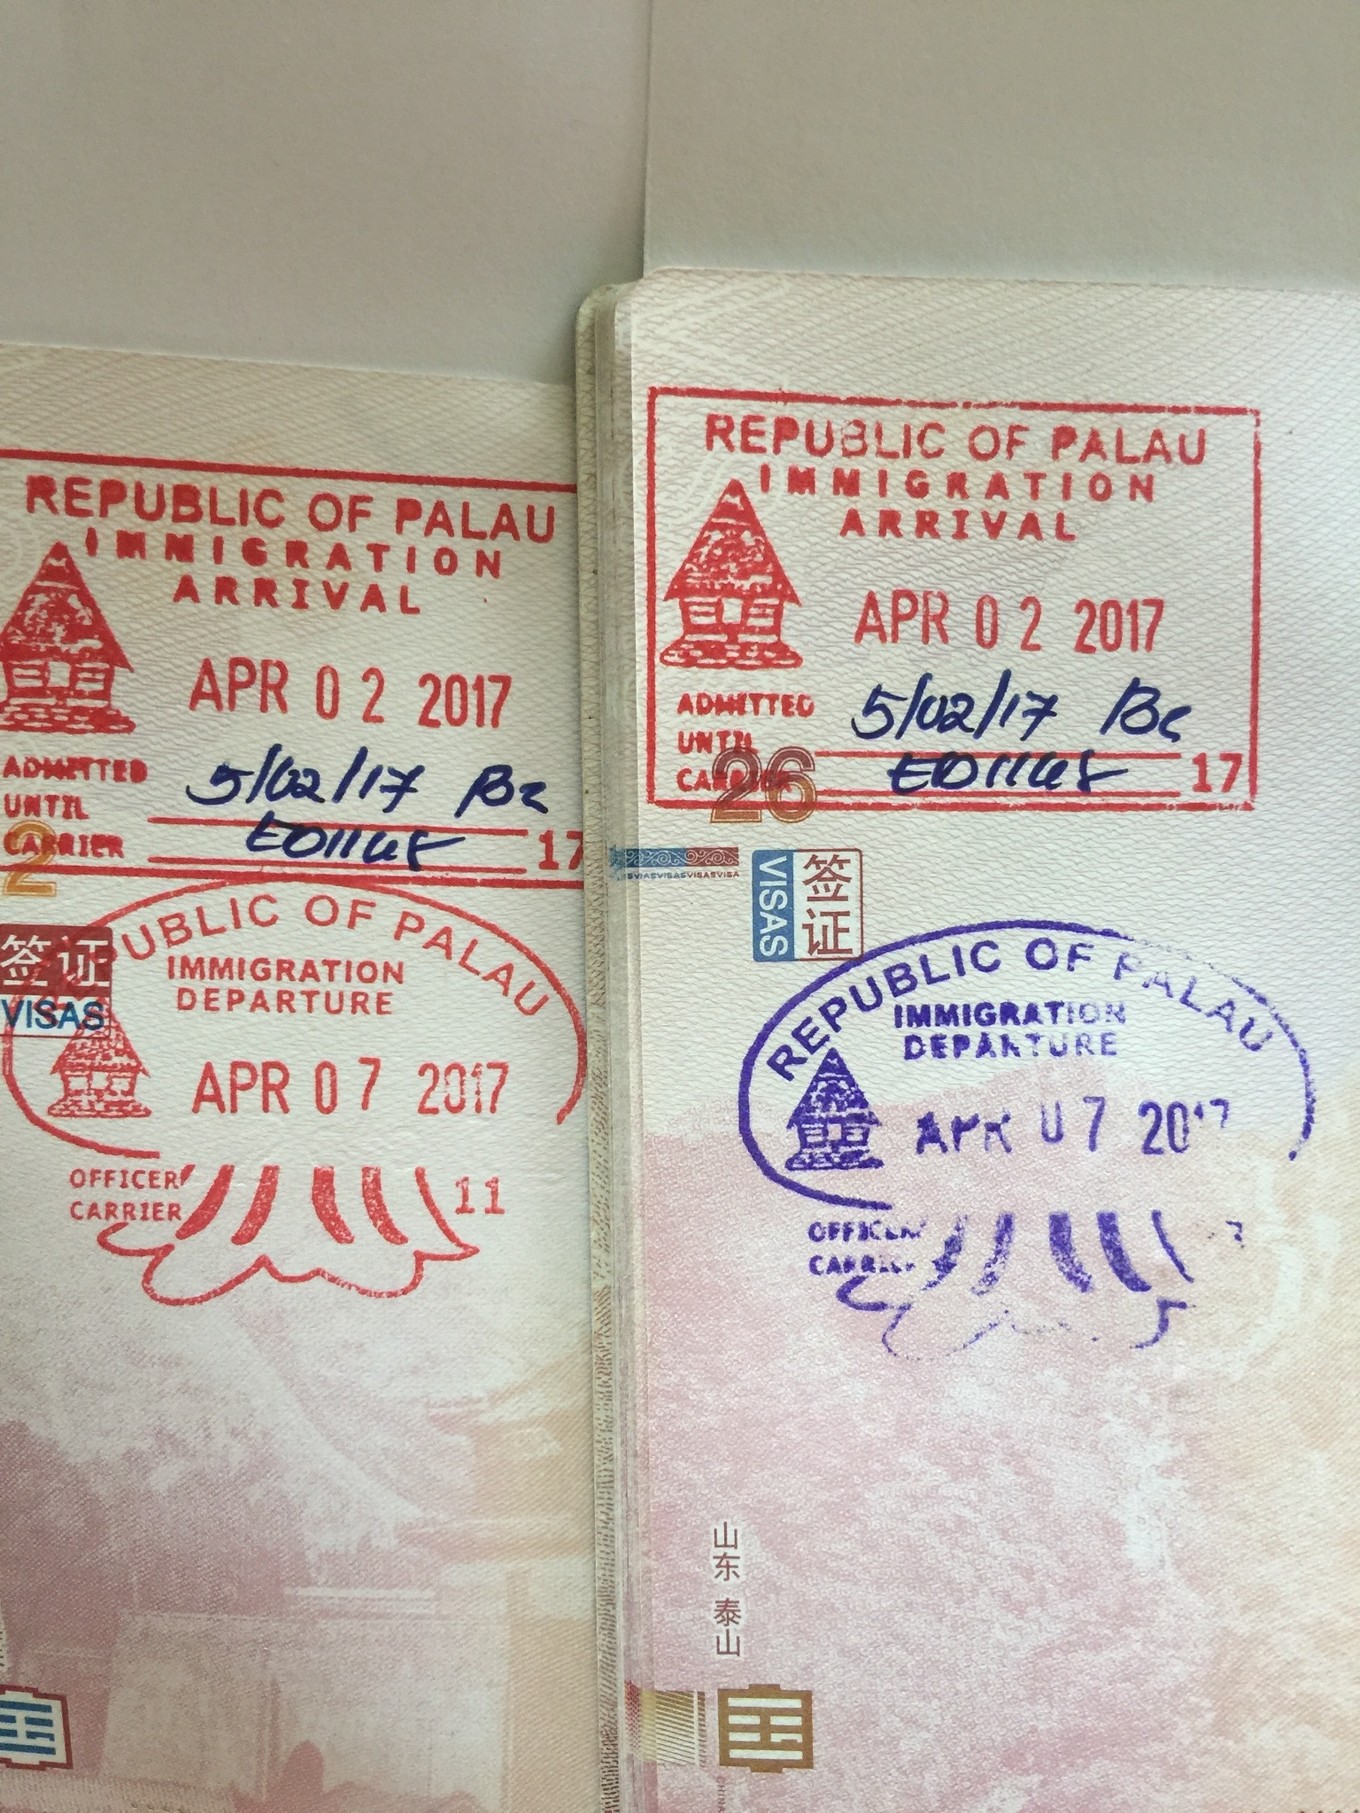 REPUBLIC OF PALAU
IMMIGRATION
ARRIVAL
APR 02 2017
ADMITTED
UNTIL
5/02/17
CARRIER
17
2
签证
VISAS
PUBLIC OF PALAU
IMMIGRATION
DEPARTURE
APR 07 2017
OFFICER
CARRIER
11
REPUBLIC OF PALAU
IMMIGRATION
ARRIVAL
APR 02 2017
ADMITTED
UNTIL
5/02/17
CARRIER
17
26
VISAS
签证
REPUBLIC OF PALAU
IMMIGRATION
DEPARTURE
APR 07 2017
OFFICER
CARRIER
山东 泰山